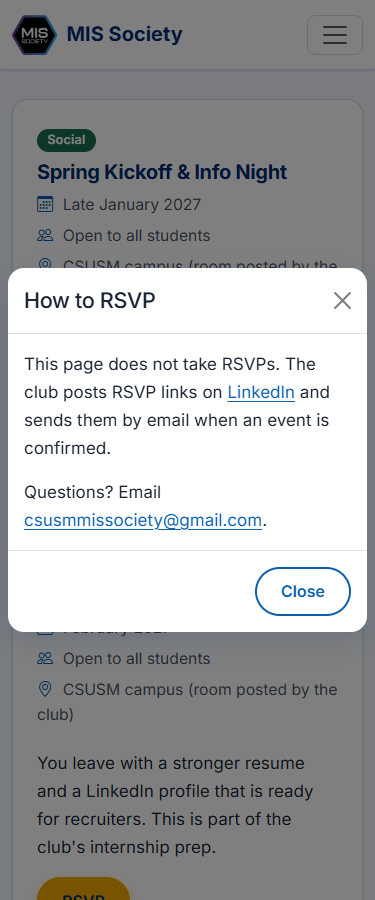 MIS
SOCIETY
MIS Society
Social
Spring Kickoff & Info Night
Late January 2027
Open to all students
CSUSM campus (room posted by the
How to RSVP
This page does not take RSVPs. The
club posts RSVP links on LinkedIn and
sends them by email when an event is
confirmed.
Questions? Email
csusmmissociety@gmail.com.
Close
February 2027
Open to all students
CSUSM campus (room posted by the
club)
You leave with a stronger resume
and a LinkedIn profile that is ready
for recruiters. This is part of the
club's internship prep.
RSVP